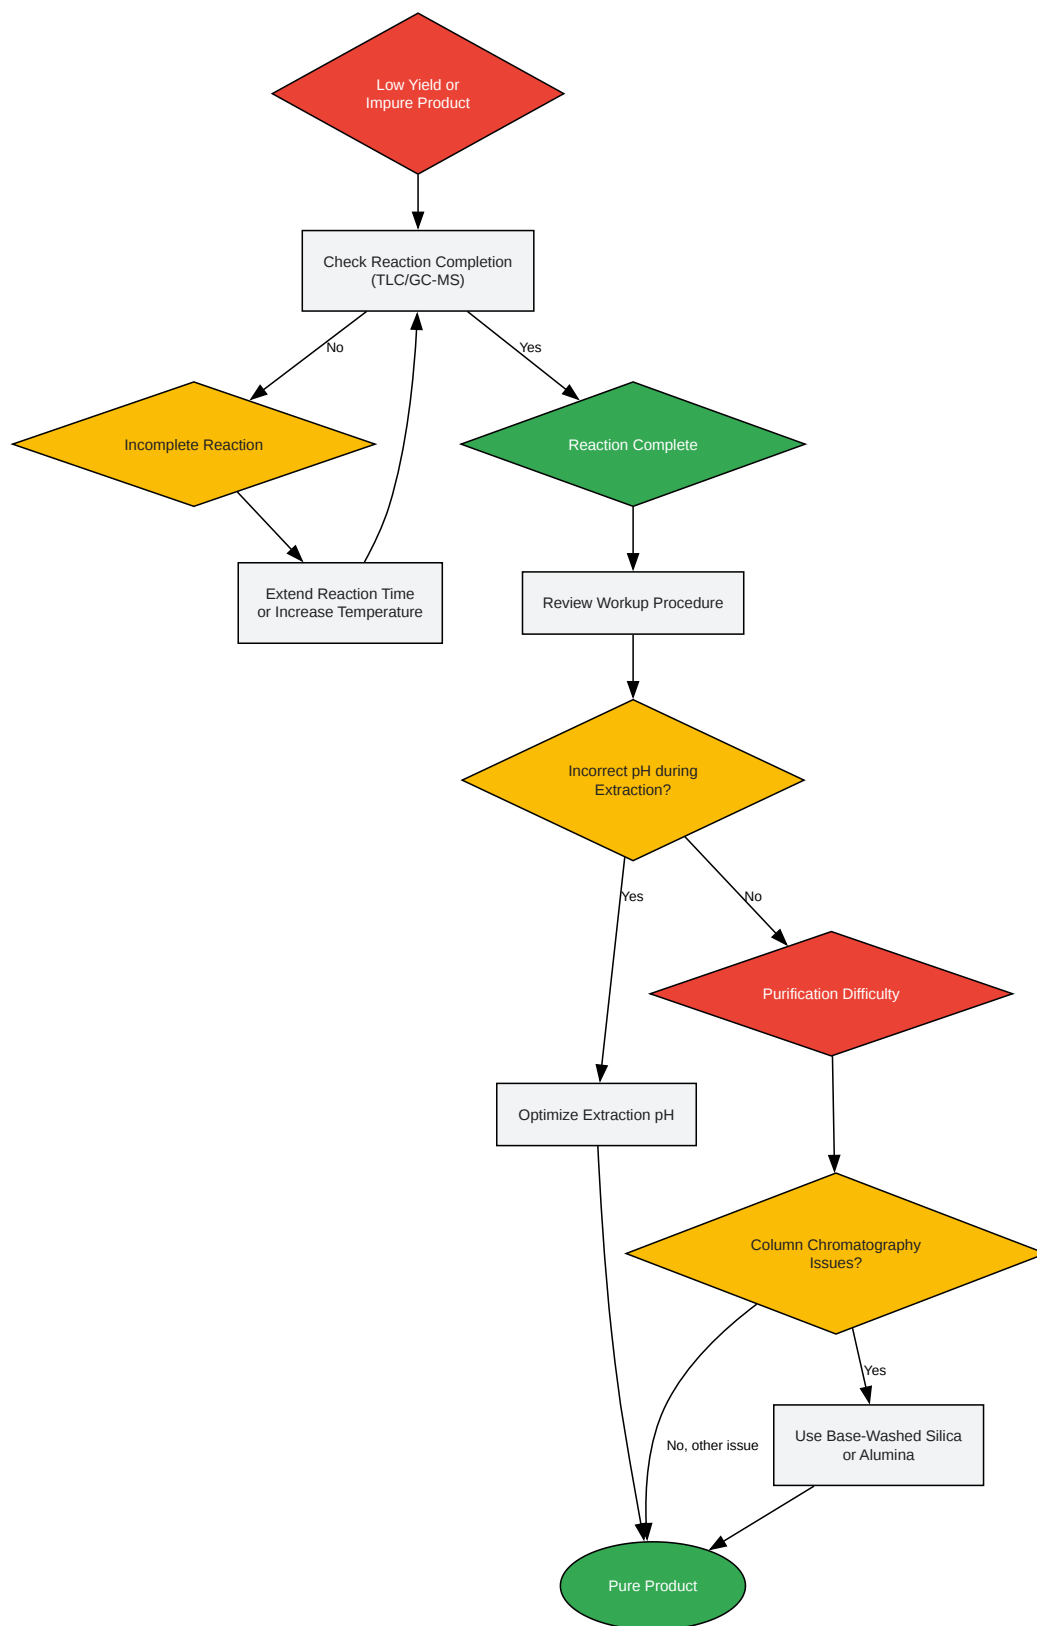 Low Yield or
Impure Product
Check Reaction Completion
(TLC/GC-MS)
No
Yes
Incomplete Reaction
Reaction Complete
Extend Reaction Time
or Increase Temperature
Review Workup Procedure
Incorrect pH during
Extraction?
Yes
No
Purification Difficulty
Optimize Extraction pH
Column Chromatography
Issues?
Yes
No, other issue
Use Base-Washed Silica
or Alumina
Pure Product